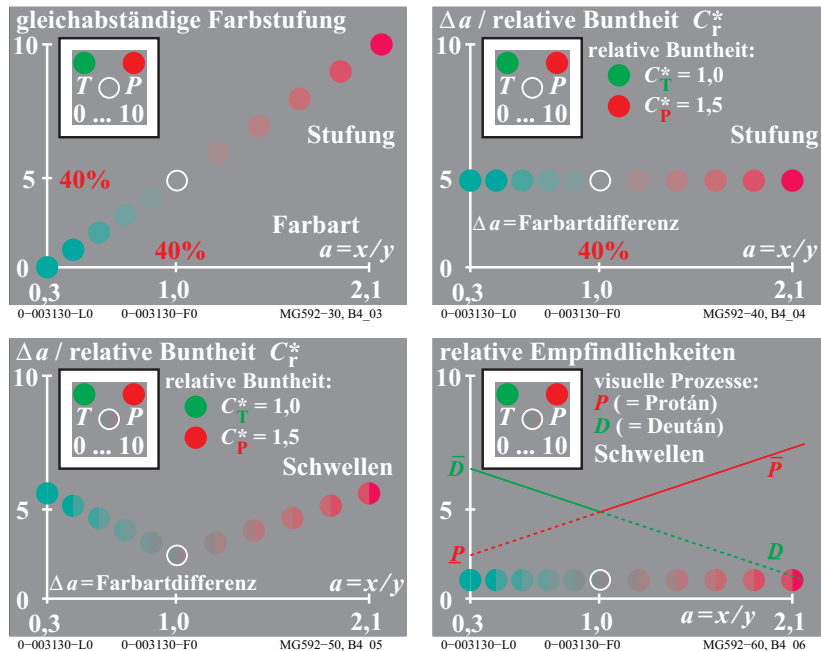 gleichabständige Farbstufung
10
T P
0 ... 10
Stufung
5
40%
Farbart
40%
a = x/y
0
0,3 1,0 2,1
0−003130−L0 0−003130−F0 MG592−30, B4_03
Δa / relative Buntheit C*r
10
relative Buntheit:
C*T = 1,0
C*P = 1,5
T P
0 ... 10
Stufung
5
Δa = Farbartdifferenz
40%
a = x/y
0
0,3 1,0 2,1
0−003130−L0 0−003130−F0 MG592−40, B4_04
Δa / relative Buntheit C*r
10
relative Buntheit:
C*T = 1,0
C*P = 1,5
T P
0 ... 10
Schwellen
5
Δa = Farbartdifferenz
a = x/y
0
0,3 1,0 2,1
0−003130−L0 0−003130−F0 MG592−50, B4_05
relative Empfindlichkeiten
10
visuelle Prozesse:
P ( = Protán)
D ( = Deután)
T P
0 ... 10
Schwellen
D̅ P̅
5
P̲ D̲
0
0,3 1,0 a = x/y 2,1
0−003130−L0 0−003130−F0 MG592−60, B4_06